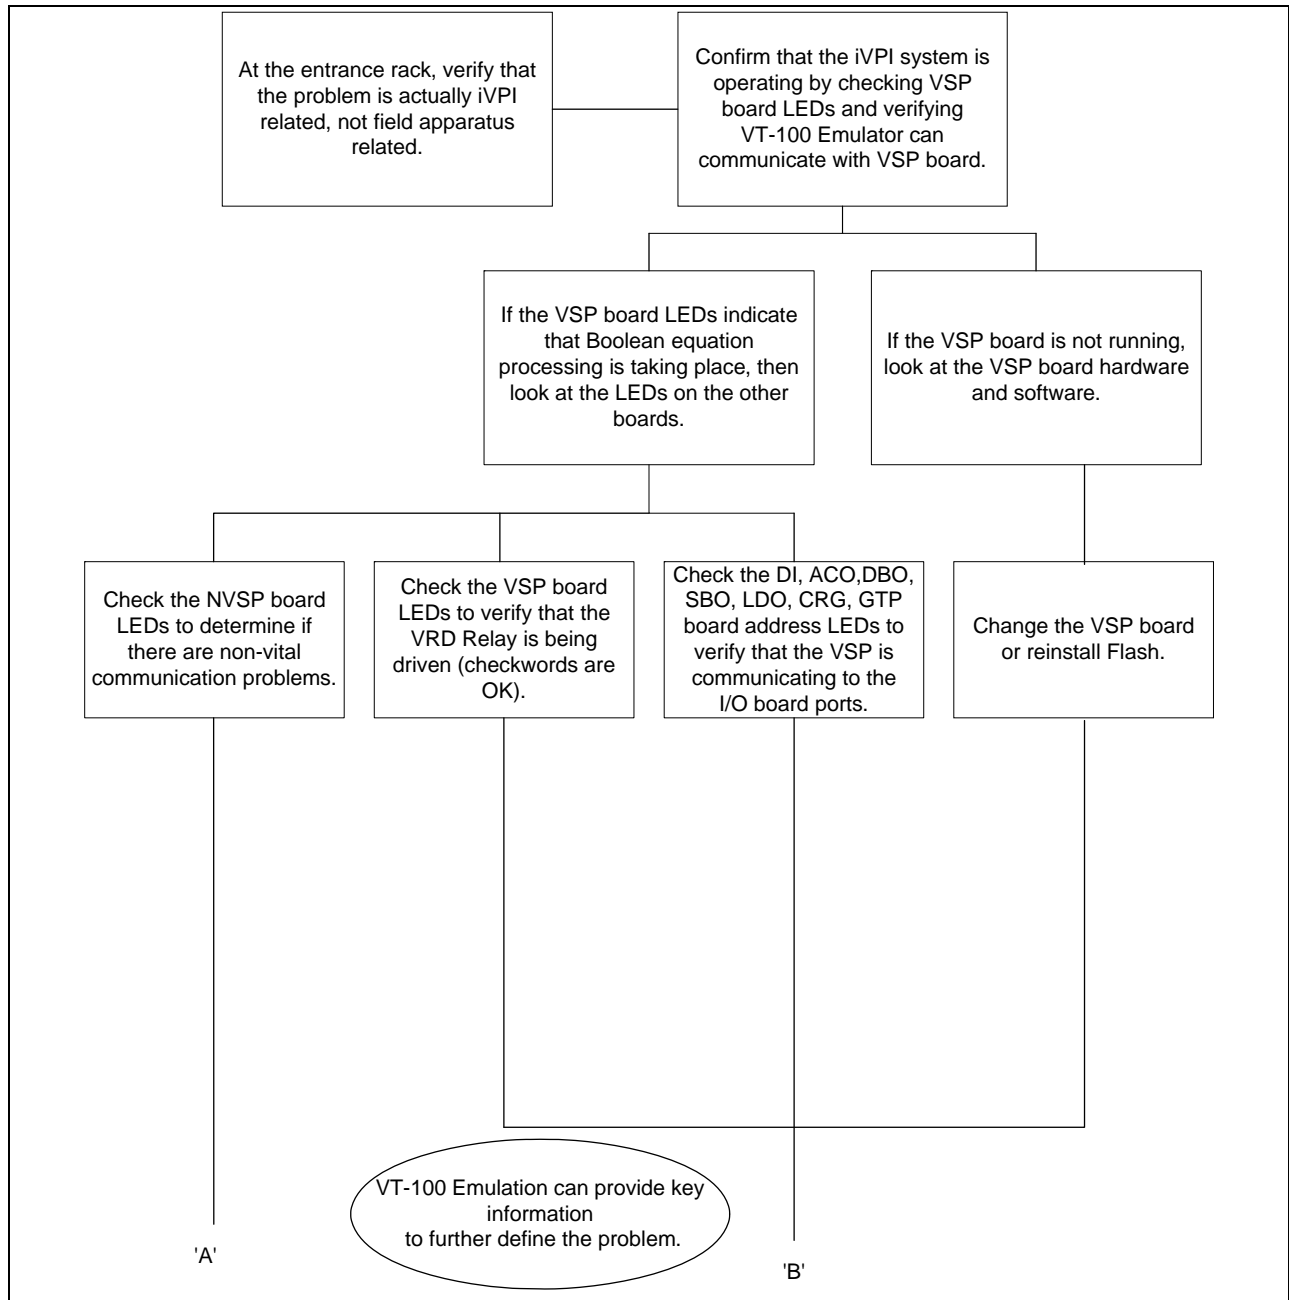 At the entrance rack, verify that
the problem is actually iVPI
related, not field apparatus
related.
Confirm that the iVPI system is
operating by checking VSP
board LEDs and verifying
VT-100 Emulator can
communicate with VSP board.
If the VSP board LEDs indicate
that Boolean equation
processing is taking place, then
look at the LEDs on the other
boards.
If the VSP board is not running,
look at the VSP board hardware
and software.
Check the NVSP board
LEDs to determine if
there are non-vital
communication problems.
Check the VSP board
LEDs to verify that the
VRD Relay is being
driven (checkwords are
OK).
Check the DI, ACO,DBO,
SBO, LDO, CRG, GTP
board address LEDs to
verify that the VSP is
communicating to the
I/O board ports.
Change the VSP board
or reinstall Flash.
VT-100 Emulation can provide key
information
to further define the problem.
'A'
'B'